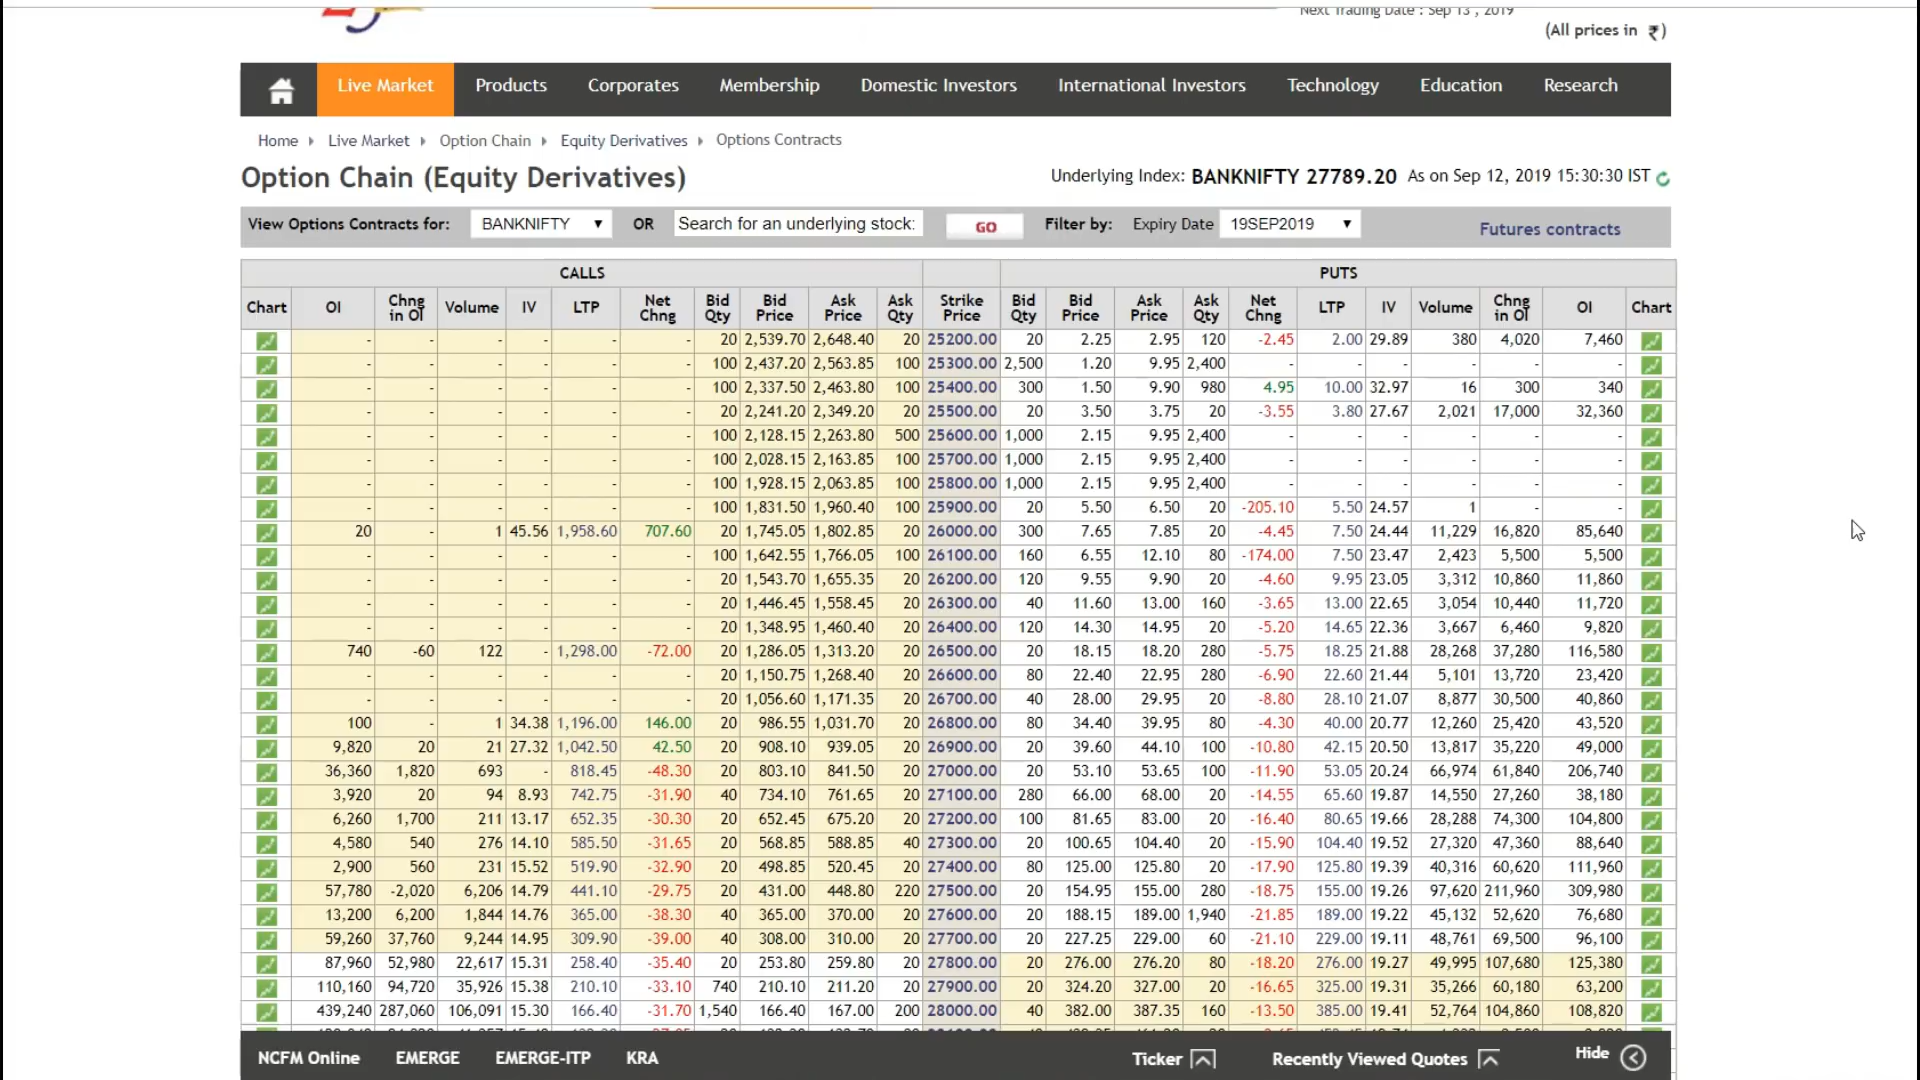 Next Trading Date : Sep 13 , 2019
(All prices in ₹)
Live Market Products Corporates Membership Domestic Investors International Investors Technology Education Research
Home Live Market Option Chain Equity Derivatives Options Contracts
Option Chain (Equity Derivatives) Underlying Index: BANKNIFTY 27789.20 As on Sep 12, 2019 15:30:30 IST
View Options Contracts for: BANKNIFTY OR Search for an underlying stock: GO Filter by: Expiry Date 19SEP2019 Futures contracts
CALLS PUTS
Chart OI Chng in OI Volume IV LTP Net Chng Bid Qty Bid Price Ask Price Ask Qty Strike Price Bid Qty Bid Price Ask Price Ask Qty Net Chng LTP IV Volume Chng in OI OI Chart
- - - - - - 20 2,539.70 2,648.40 20 25200.00 20 2.25 2.95 120 -2.45 2.00 29.89 380 4,020 7,460
- - - - - - 100 2,437.20 2,563.85 100 25300.00 2,500 1.20 9.95 2,400 - - - - - -
- - - - - - 100 2,337.50 2,463.80 100 25400.00 300 1.50 9.90 980 4.95 10.00 32.97 16 300 340
- - - - - - 20 2,241.20 2,349.20 20 25500.00 20 3.50 3.75 20 -3.55 3.80 27.67 2,021 17,000 32,360
- - - - - - 100 2,128.15 2,263.80 500 25600.00 1,000 2.15 9.95 2,400 - - - - - -
- - - - - - 100 2,028.15 2,163.85 100 25700.00 1,000 2.15 9.95 2,400 - - - - - -
- - - - - - 100 1,928.15 2,063.85 100 25800.00 1,000 2.15 9.95 2,400 - - - - - -
- - - - - - 100 1,831.50 1,960.40 100 25900.00 20 5.50 6.50 20 -205.10 5.50 24.57 1 - -
20 - 1 45.56 1,958.60 707.60 20 1,745.05 1,802.85 20 26000.00 300 7.65 7.85 20 -4.45 7.50 24.44 11,229 16,820 85,640
- - - - - - 100 1,642.55 1,766.05 100 26100.00 160 6.55 12.10 80 -174.00 7.50 23.47 2,423 5,500 5,500
- - - - - - 20 1,543.70 1,655.35 20 26200.00 120 9.55 9.90 20 -4.60 9.95 23.05 3,312 10,860 11,860
- - - - - - 20 1,446.45 1,558.45 20 26300.00 40 11.60 13.00 160 -3.65 13.00 22.65 3,054 10,440 11,720
- - - - - - 20 1,348.95 1,460.40 20 26400.00 120 14.30 14.95 20 -5.20 14.65 22.36 3,667 6,460 9,820
740 -60 122 - 1,298.00 -72.00 20 1,286.05 1,313.20 20 26500.00 20 18.15 18.20 280 -5.75 18.25 21.88 28,268 37,280 116,580
- - - - - - 20 1,150.75 1,268.40 20 26600.00 80 22.40 22.95 280 -6.90 22.60 21.44 5,101 13,720 23,420
- - - - - - 20 1,056.60 1,171.35 20 26700.00 40 28.00 29.95 20 -8.80 28.10 21.07 8,877 30,500 40,860
100 - 1 34.38 1,196.00 146.00 20 986.55 1,031.70 20 26800.00 80 34.40 39.95 80 -4.30 40.00 20.77 12,260 25,420 43,520
9,820 20 21 27.32 1,042.50 42.50 20 908.10 939.05 20 26900.00 20 39.60 44.10 100 -10.80 42.15 20.50 13,817 35,220 49,000
36,360 1,820 693 - 818.45 -48.30 20 803.10 841.50 20 27000.00 20 53.10 53.65 100 -11.90 53.05 20.24 66,974 61,840 206,740
3,920 20 94 8.93 742.75 -31.90 40 734.10 761.65 20 27100.00 280 66.00 68.00 20 -14.55 65.60 19.87 14,550 27,260 38,180
6,260 1,700 211 13.17 652.35 -30.30 20 652.45 675.20 20 27200.00 100 81.65 83.00 20 -16.40 80.65 19.66 28,288 74,300 104,800
4,580 540 276 14.10 585.50 -31.65 20 568.85 588.85 40 27300.00 20 100.65 104.40 20 -15.90 104.40 19.52 27,320 47,360 88,640
2,900 560 231 15.52 519.90 -32.90 20 498.85 520.45 20 27400.00 80 125.00 125.80 20 -17.90 125.80 19.39 40,316 60,620 111,960
57,780 -2,020 6,206 14.79 441.10 -29.75 20 431.00 448.80 220 27500.00 20 154.95 155.00 280 -18.75 155.00 19.26 97,620 211,960 309,980
13,200 6,200 1,844 14.76 365.00 -38.30 40 365.00 370.00 20 27600.00 20 188.15 189.00 1,940 -21.85 189.00 19.22 45,132 52,620 76,680
59,260 37,760 9,244 14.95 309.90 -39.00 40 308.00 310.00 20 27700.00 20 227.25 229.00 60 -21.10 229.00 19.11 48,761 69,500 96,100
87,960 52,980 22,617 15.31 258.40 -35.40 20 253.80 259.80 20 27800.00 20 276.00 276.20 80 -18.20 276.00 19.27 49,995 107,680 125,380
110,160 94,720 35,926 15.38 210.10 -33.10 740 210.10 211.20 20 27900.00 20 324.20 327.00 20 -16.65 325.00 19.31 35,266 60,180 63,200
439,240 287,060 106,091 15.30 166.40 -31.70 1,540 166.40 167.00 200 28000.00 40 382.00 387.35 160 -13.50 385.00 19.41 52,764 104,860 108,820
NCFM Online EMERGE EMERGE-ITP KRA Ticker Recently Viewed Quotes Hide